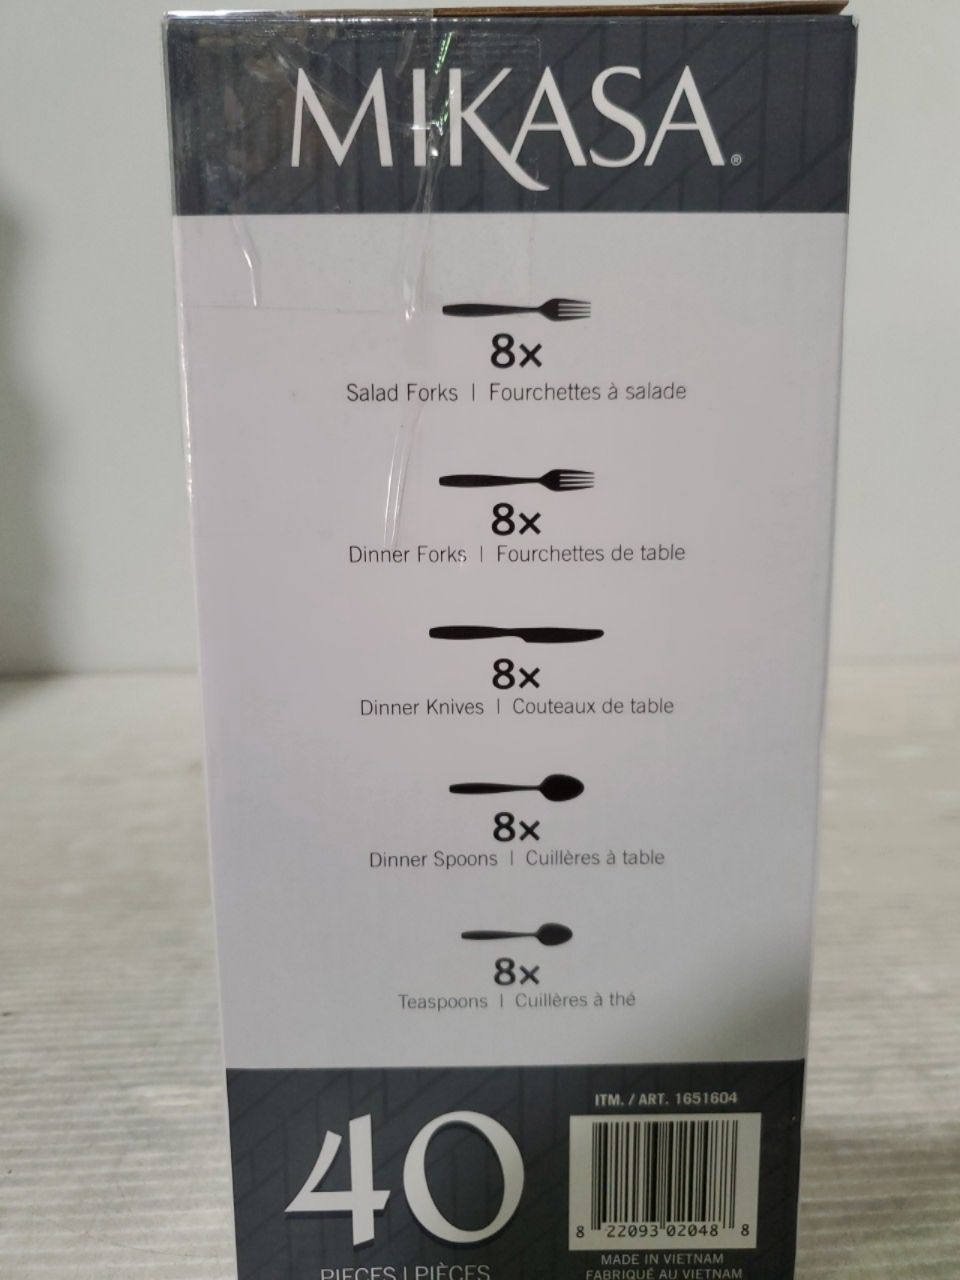 MIKASA®
8x
Salad Forks | Fourchettes à salade
8x
Dinner Forks | Fourchettes de table
8x
Dinner Knives | Couteaux de table
8x
Dinner Spoons | Cuillères à table
8x
Teaspoons | Cuillères à thé
40
PIECES | PIÈCES
ITM. / ART. 1651604
8 22093 02048 8
MADE IN VIETNAM
FABRIQUÉ AU VIETNAM